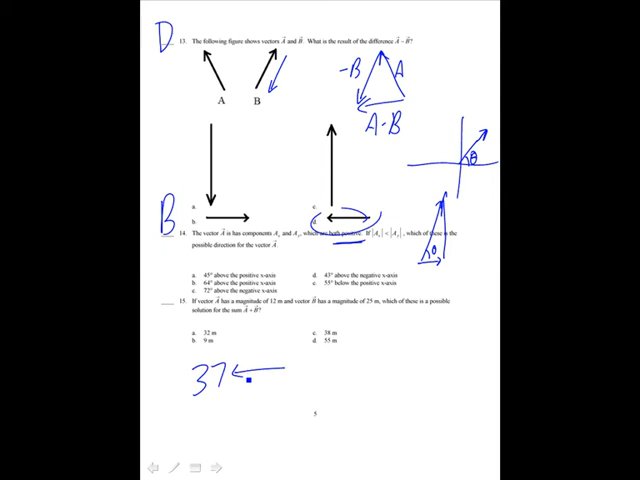 D
13. The following figure shows vectors A⃗ and B⃗. What is the result of the difference A⃗ − B⃗?
A B
-B A
A-B
a. c.
b. d.
θ
θ
B
14. The vector A⃗ has components Aₓ and Aᵧ, which are both positive. If |Aₓ| < |Aᵧ|, which of these is the
possible direction for the vector A⃗.
a. 45° above the positive x-axis d. 43° above the negative x-axis
b. 64° above the positive x-axis e. 55° below the positive x-axis
c. 72° above the negative x-axis
15. If vector A⃗ has a magnitude of 12 m and vector B⃗ has a magnitude of 25 m, which of these is a possible
solution for the sum A⃗ + B⃗?
a. 32 m c. 38 m
b. 9 m d. 55 m
37
5